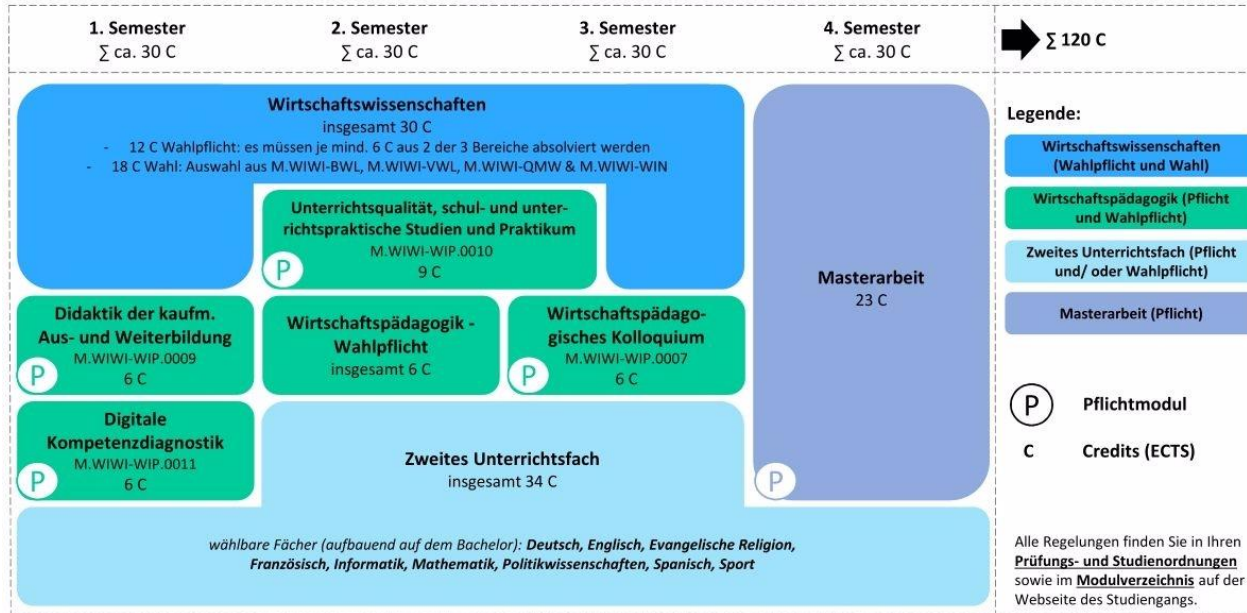 1. Semester
∑ ca. 30 C
2. Semester
∑ ca. 30 C
3. Semester
∑ ca. 30 C
4. Semester
∑ ca. 30 C
∑ 120 C
Wirtschaftswissenschaften
insgesamt 30 C
- 12 C Wahlpflicht: es müssen je mind. 6 C aus 2 der 3 Bereiche absolviert werden
- 18 C Wahl: Auswahl aus M.WIWI-BWL, M.WIWI-VWL, M.WIWI-QMW & M.WIWI-WIN
Unterrichtsqualität, schul- und unter-
richtspraktische Studien und Praktikum
M.WIWI-WIP.0010
9 C
P
Didaktik der kaufm.
Aus- und Weiterbildung
M.WIWI-WIP.0009
6 C
P
Wirtschaftspädagogik -
Wahlpflicht
insgesamt 6 C
Wirtschaftspädago-
gisches Kolloquium
M.WIWI-WIP.0007
6 C
P
Digitale
Kompetenzdiagnostik
M.WIWI-WIP.0011
6 C
P
Zweites Unterrichtsfach
insgesamt 34 C
wählbare Fächer (aufbauend auf dem Bachelor): Deutsch, Englisch, Evangelische Religion,
Französisch, Informatik, Mathematik, Politikwissenschaften, Spanisch, Sport
Masterarbeit
23 C
P
Legende:
Wirtschaftswissenschaften
(Wahlpflicht und Wahl)
Wirtschaftspädagogik (Pflicht
und Wahlpflicht)
Zweites Unterrichtsfach (Pflicht
und/ oder Wahlpflicht)
Masterarbeit (Pflicht)
P Pflichtmodul
C Credits (ECTS)
Alle Regelungen finden Sie in Ihren
Prüfungs- und Studienordnungen
sowie im Modulverzeichnis auf der
Webseite des Studiengangs.